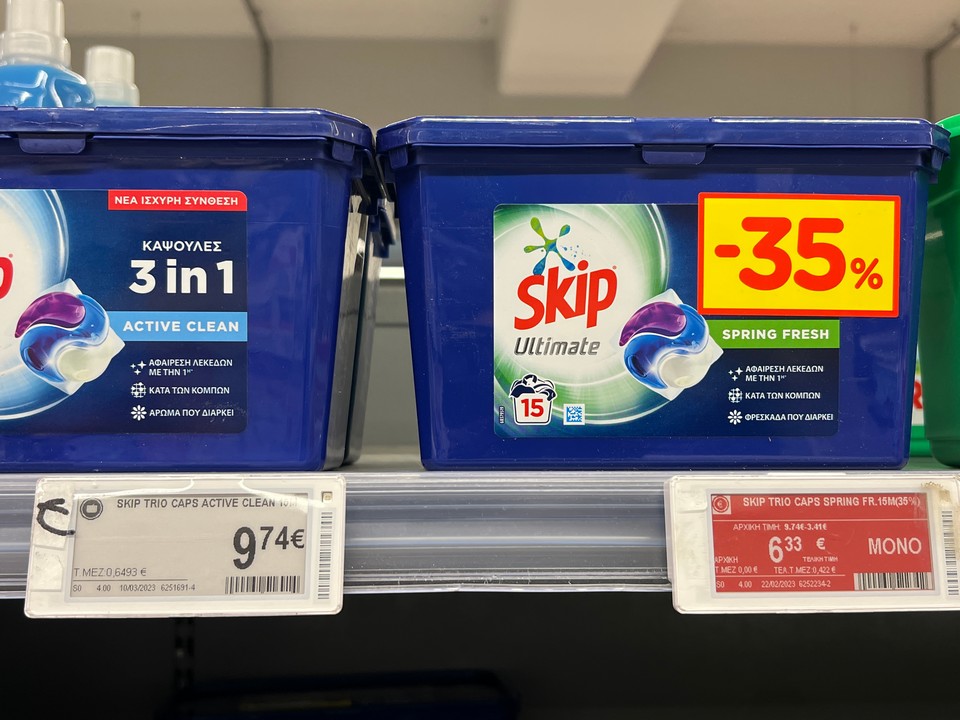 ΝΕΑ ΙΣΧΥΡΗ ΣΥΝΘΕΣΗ
ΚΑΨΟΥΛΕΣ
3 in 1
ACTIVE CLEAN
ΑΦΑΙΡΕΣΗ ΛΕΚΕΔΩΝ
ΜΕ ΤΗΝ 1η
ΚΑΤΑ ΤΩΝ ΚΟΜΠΩΝ
ΑΡΩΜΑ ΠΟΥ ΔΙΑΡΚΕΙ
Skip
Ultimate
15
-35%
SPRING FRESH
ΑΦΑΙΡΕΣΗ ΛΕΚΕΔΩΝ
ΜΕ ΤΗΝ 1η
ΚΑΤΑ ΤΩΝ ΚΟΜΠΩΝ
ΦΡΕΣΚΑΔΑ ΠΟΥ ΔΙΑΡΚΕΙ
SKIP TRIO CAPS ACTIVE CLEAN
9 74€
Τ.ΜΕΖ 0,6493 €
S0 4.00 10/03/2023 6251691-4
SKIP TRIO CAPS SPRING FR.15M(35%)
ΑΡΧΙΚΗ ΤΙΜΗ: 9.74€-3.41€
6 33 €
ΜΟΝΟ
ΑΡΧΙΚΗ
ΤΕΛΙΚΗ ΤΙΜΗ
Τ.ΜΕΖ 0,00 € ΤΕΛ.Τ.ΜΕΖ:0,422 €
S0 4.00 22/02/2023 6252234-2